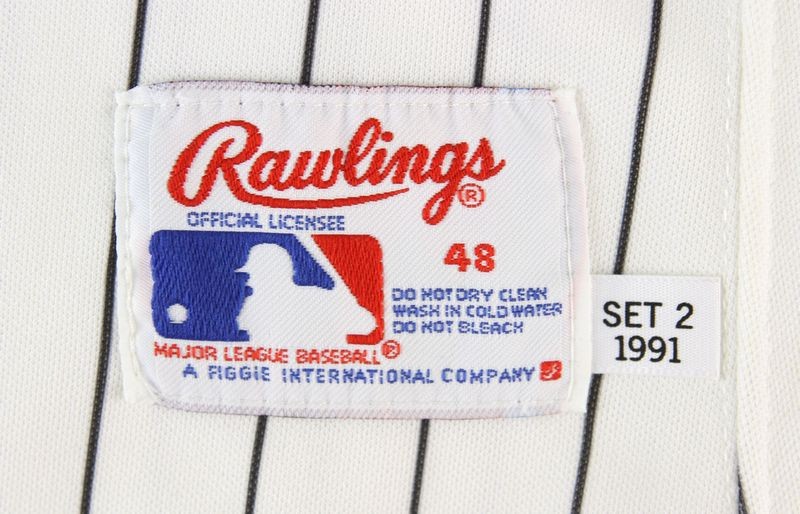 Rawlings®
OFFICIAL LICENSEE
48
DO NOT DRY CLEAN
WASH IN COLD WATER
DO NOT BLEACH
MAJOR LEAGUE BASEBALL®
A FIGGIE INTERNATIONAL COMPANY
SET 2
1991